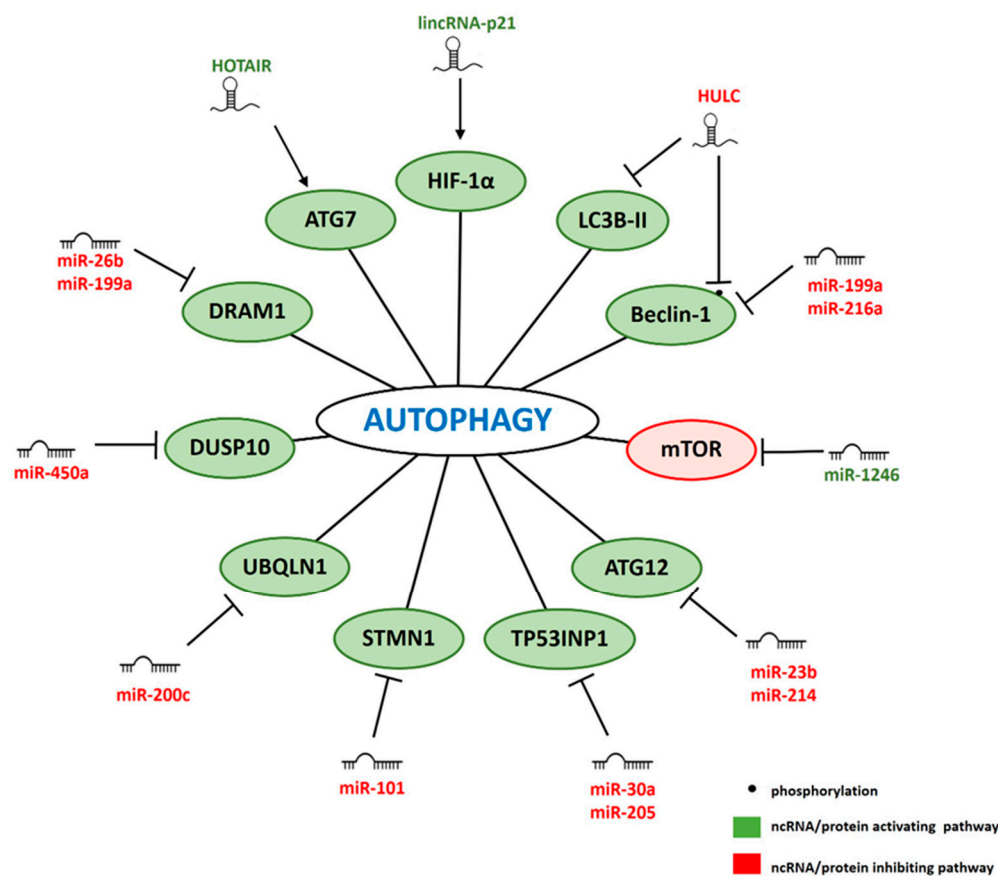 lincRNA-p21
HOTAIR
HULC
HIF-1α
ATG7
LC3B-II
miR-26b
miR-199a
DRAM1
Beclin-1
miR-199a
miR-216a
AUTOPHAGY
DUSP10
mTOR
miR-450a
miR-1246
UBQLN1
ATG12
STMN1
TP53INP1
miR-200c
miR-23b
miR-214
miR-101
miR-30a
miR-205
phosphorylation
ncRNA/protein activating pathway
ncRNA/protein inhibiting pathway